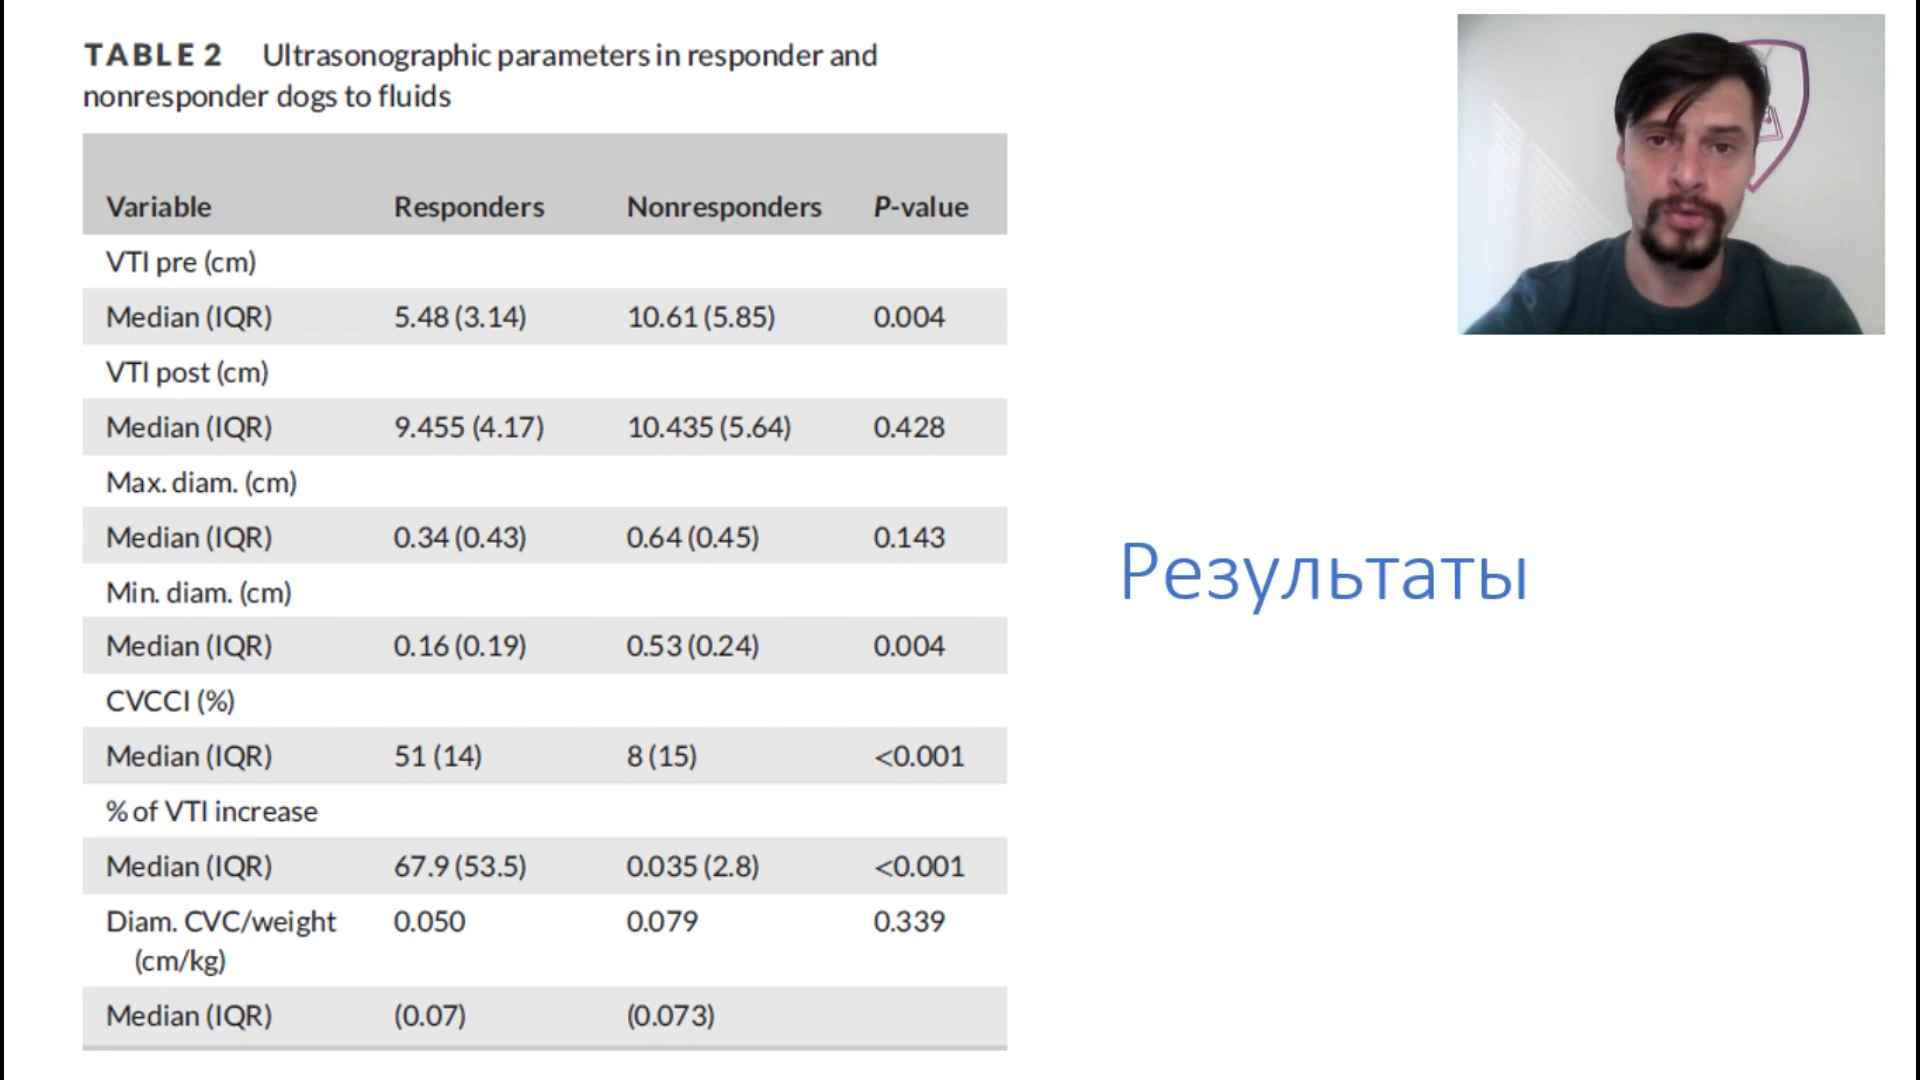 TABLE 2 Ultrasonographic parameters in responder and
nonresponder dogs to fluids
Variable Responders Nonresponders P-value
VTI pre (cm)
Median (IQR) 5.48 (3.14) 10.61 (5.85) 0.004
VTI post (cm)
Median (IQR) 9.455 (4.17) 10.435 (5.64) 0.428
Max. diam. (cm)
Median (IQR) 0.34 (0.43) 0.64 (0.45) 0.143
Min. diam. (cm)
Median (IQR) 0.16 (0.19) 0.53 (0.24) 0.004
CVCCI (%)
Median (IQR) 51 (14) 8 (15) <0.001
% of VTI increase
Median (IQR) 67.9 (53.5) 0.035 (2.8) <0.001
Diam. CVC/weight 0.050 0.079 0.339
(cm/kg)
Median (IQR) (0.07) (0.073)
Результаты